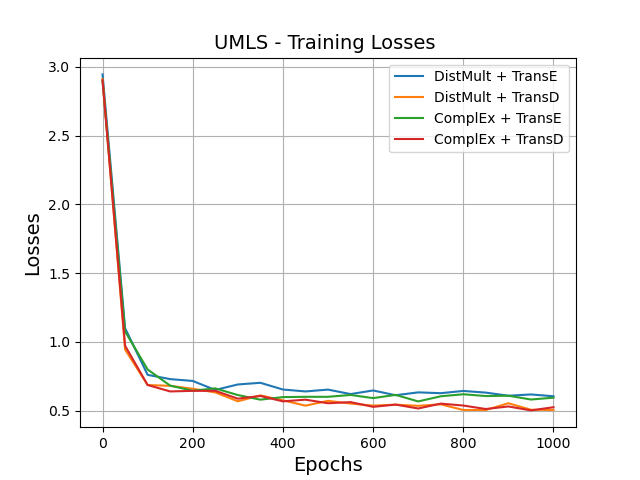 UMLS - Training Losses
DistMult + TransE
DistMult + TransD
ComplEx + TransE
ComplEx + TransD
Losses
3.0
2.5
2.0
1.5
1.0
0.5
0 200 400 600 800 1000
Epochs